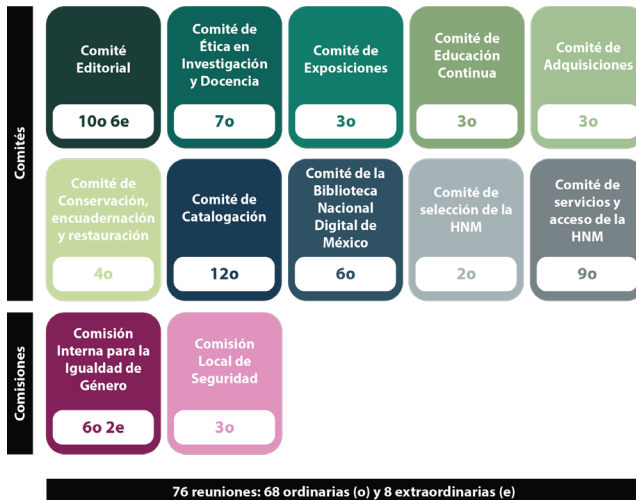 Comités
Comité
Editorial
10o 6e
Comité de
Ética en
Investigación
y Docencia
7o
Comité de
Exposiciones
3o
Comité de
Educación
Continua
3o
Comité de
Adquisiciones
3o
Comité de
Conservación,
encuadernación
y restauración
4o
Comité de
Catalogación
12o
Comité de la
Biblioteca
Nacional
Digital de
México
6o
Comité de
selección de la
HNM
2o
Comité de
servicios y
acceso de la
HNM
9o
Comisiones
Comisión
Interna para la
Igualdad de
Género
6o 2e
Comisión
Local de
Seguridad
3o
76 reuniones: 68 ordinarias (o) y 8 extraordinarias (e)